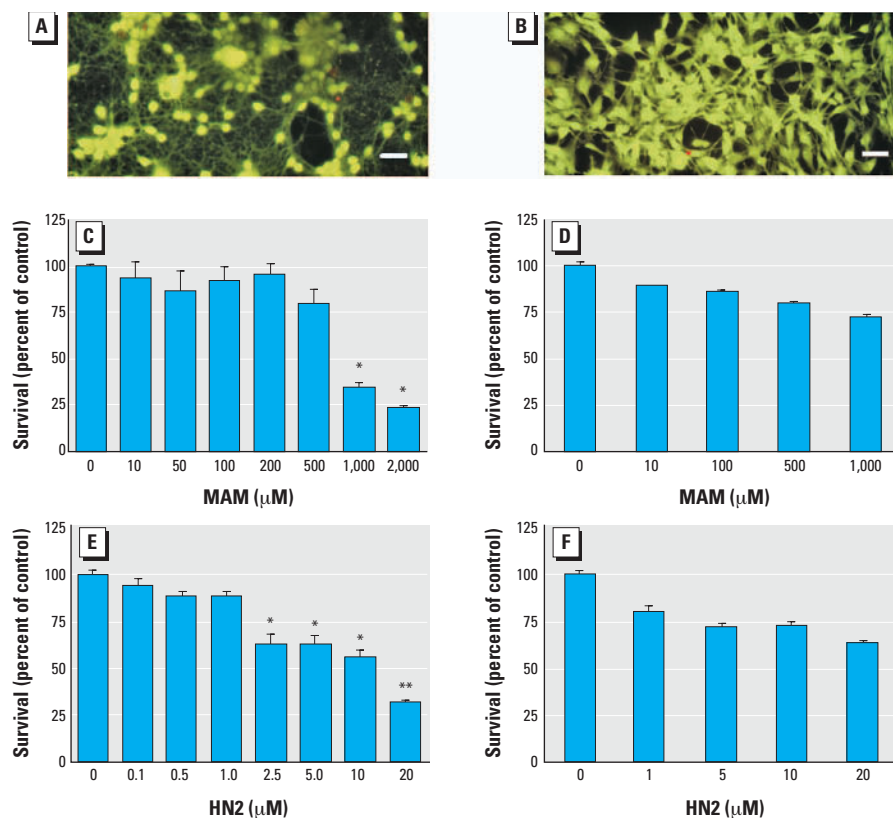 A
B
C
125
100
75
50
25
0
Survival (percent of control)
*
*
0 10 50 100 200 500 1,000 2,000
MAM (μM)
D
125
100
75
50
25
0
Survival (percent of control)
0 10 100 500 1,000
MAM (μM)
E
125
100
75
50
25
0
Survival (percent of control)
*
*
*
**
0 0.1 0.5 1.0 2.5 5.0 10 20
HN2 (μM)
F
125
100
75
50
25
0
Survival (percent of control)
0 1 5 10 20
HN2 (μM)